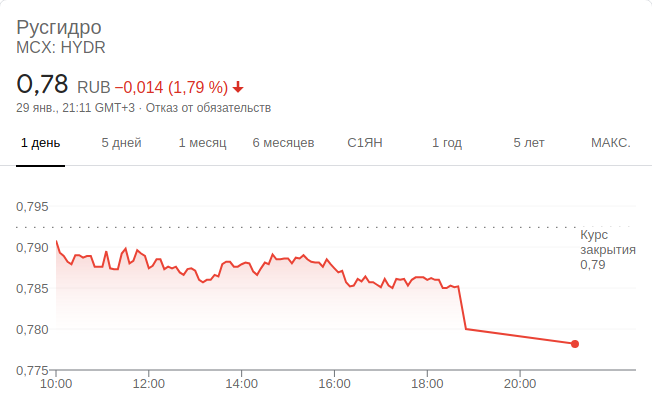 Русгидро
MCX: HYDR
0,78 RUB −0,014 (1,79 %)
29 янв., 21:11 GMT+3 · Отказ от обязательств
1 день 5 дней 1 месяц 6 месяцев С1ЯН 1 год 5 лет МАКС.
0,795
0,790
0,785
0,780
0,775
Курс
закрытия
0,79
10:00 12:00 14:00 16:00 18:00 20:00